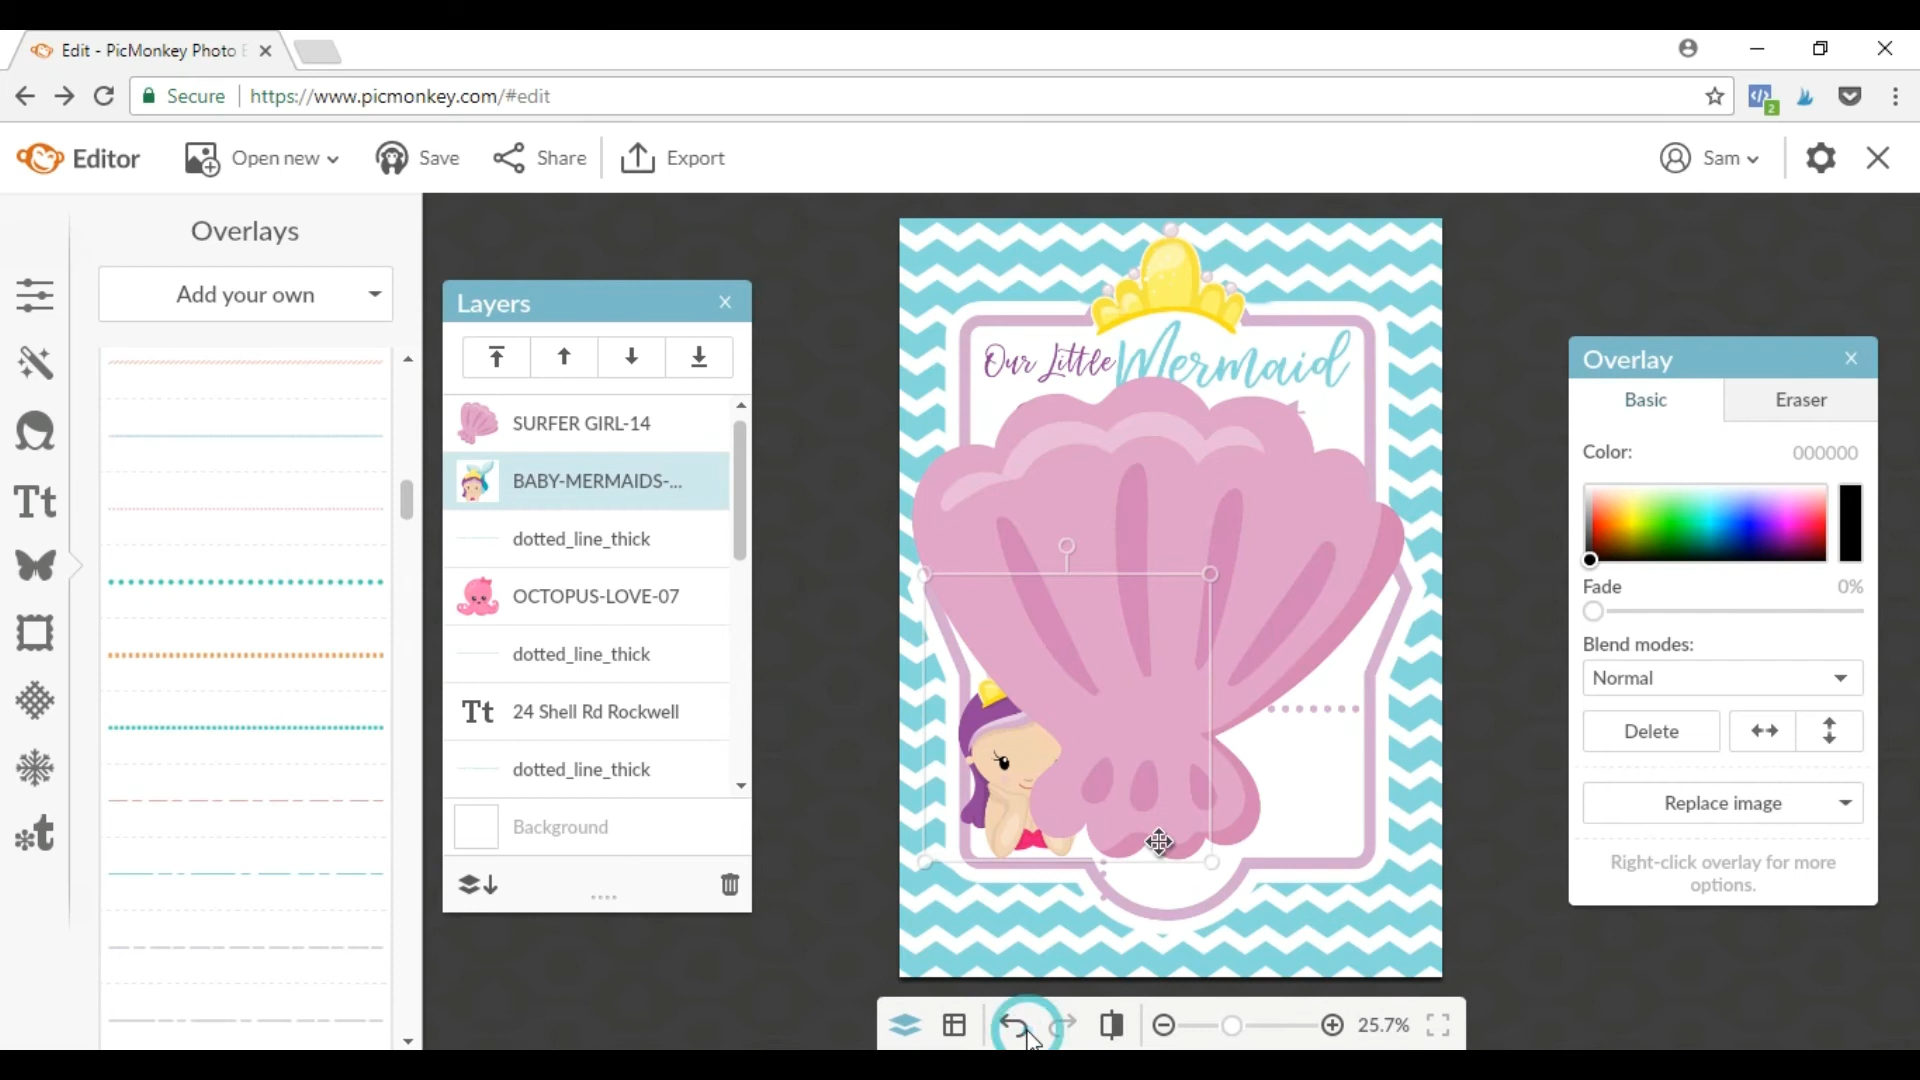 Edit - PicMonkey Photo E
Secure
https://www.picmonkey.com/#edit
2
Editor
Open new
Save
Share
Export
Sam
Overlays
Add your own
Tt
t
Layers
SURFER GIRL-14
BABY-MERMAIDS-...
dotted_line_thick
OCTOPUS-LOVE-07
dotted_line_thick
Tt 24 Shell Rd Rockwell
dotted_line_thick
Background
Our Little Mermaid
Overlay
Basic
Eraser
Color:
000000
Fade
0%
Blend modes:
Normal
Delete
Replace image
Right-click overlay for more
options.
25.7%